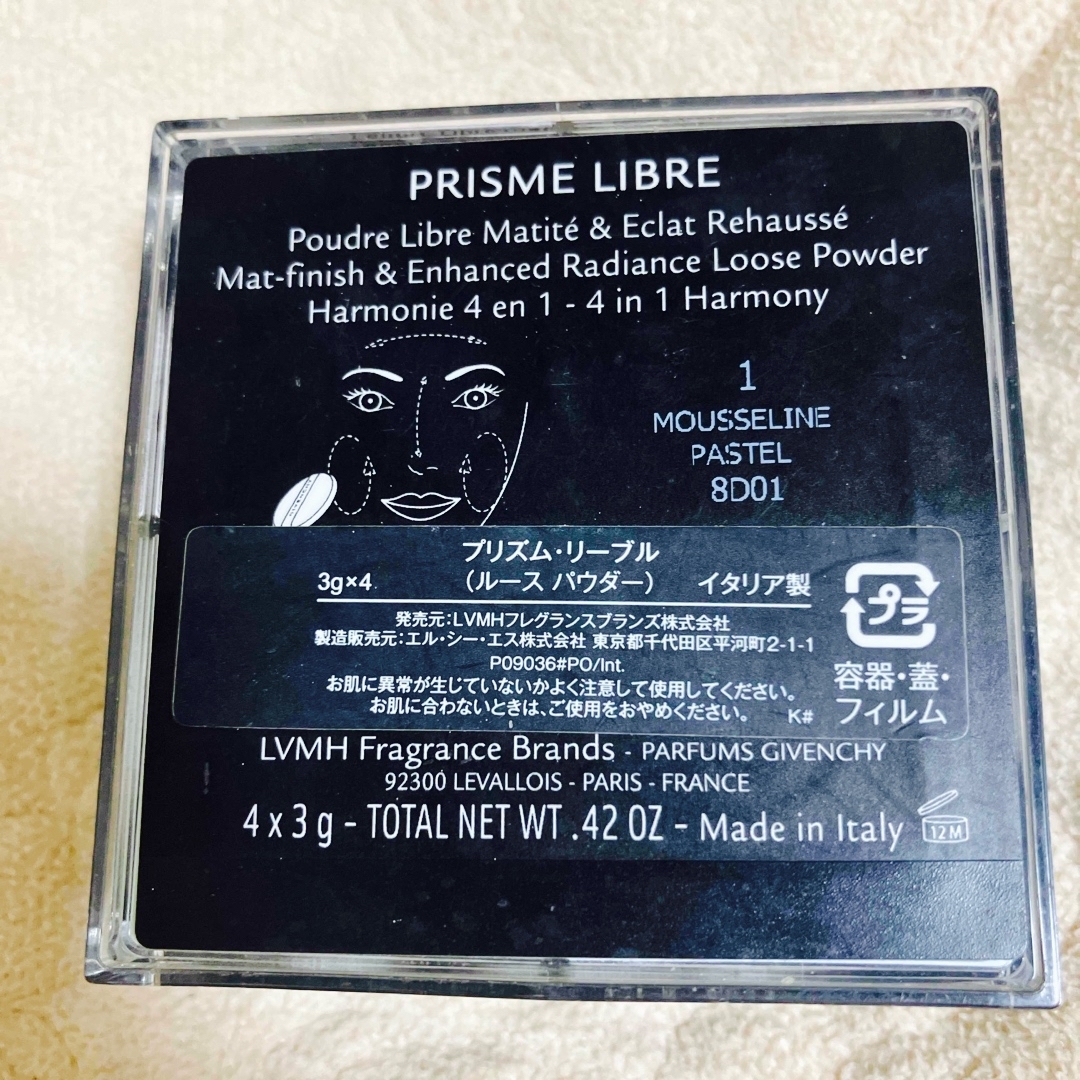 PRISME LIBRE
Poudre Libre Matité & Eclat Rehaussé
Mat-finish & Enhanced Radiance Loose Powder
Harmonie 4 en 1 - 4 in 1 Harmony
1
MOUSSELINE
PASTEL
8D01
プリズム・リーブル
3g×4 (ルース パウダー) イタリア製
発売元:LVMHフレグランスブランズ株式会社
製造販売元:エル・シー・エス株式会社 東京都千代田区平河町2-1-1
P09036#PO/Int.
お肌に異常が生じていないかよく注意して使用してください。
お肌に合わないときは、ご使用をおやめください。 K#
プラ
容器・蓋・
フィルム
LVMH Fragrance Brands - PARFUMS GIVENCHY
92300 LEVALLOIS - PARIS - FRANCE
4 x 3 g - TOTAL NET WT .42 OZ - Made in Italy
12M